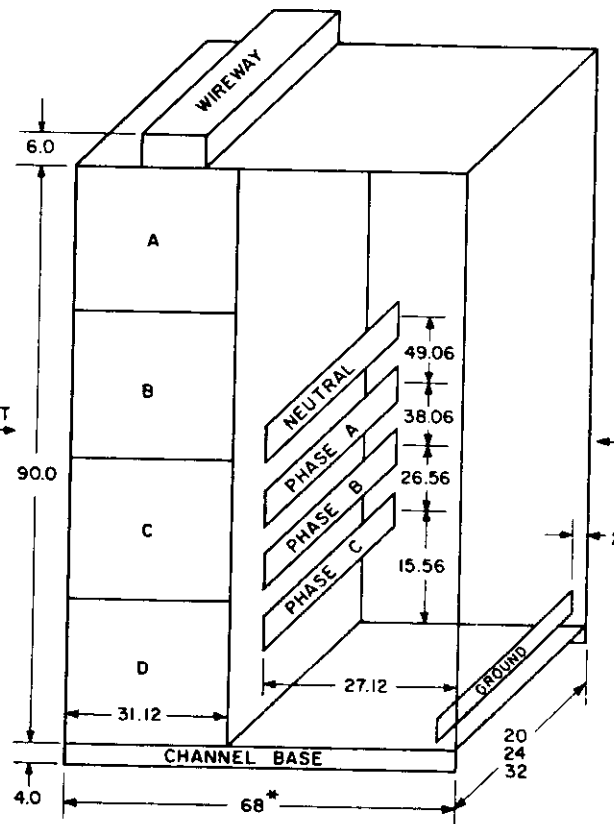 WIREWAY
6.0
A
49.06
NEUTRAL
38.06
B
PHASE A
T
90.0
26.56
PHASE B
C
15.56
PHASE C
D
27.12
GROUND
31.12
20
24
32
CHANNEL BASE
4.0
68*